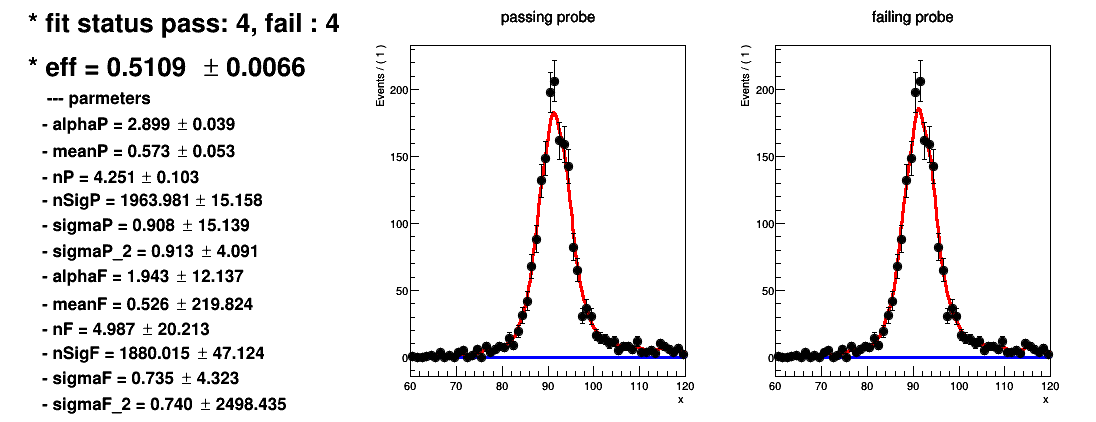 * fit status pass: 4, fail : 4
* eff = 0.5109 ± 0.0066
--- parmeters
- alphaP = 2.899 ± 0.039
- meanP = 0.573 ± 0.053
- nP = 4.251 ± 0.103
- nSigP = 1963.981 ± 15.158
- sigmaP = 0.908 ± 15.139
- sigmaP_2 = 0.913 ± 4.091
- alphaF = 1.943 ± 12.137
- meanF = 0.526 ± 219.824
- nF = 4.987 ± 20.213
- nSigF = 1880.015 ± 47.124
- sigmaF = 0.735 ± 4.323
- sigmaF_2 = 0.740 ± 2498.435
passing probe
Events / ( 1 )
200
150
100
50
0
60 70 80 90 100 110 120
x
failing probe
Events / ( 1 )
200
150
100
50
0
60 70 80 90 100 110 120
x